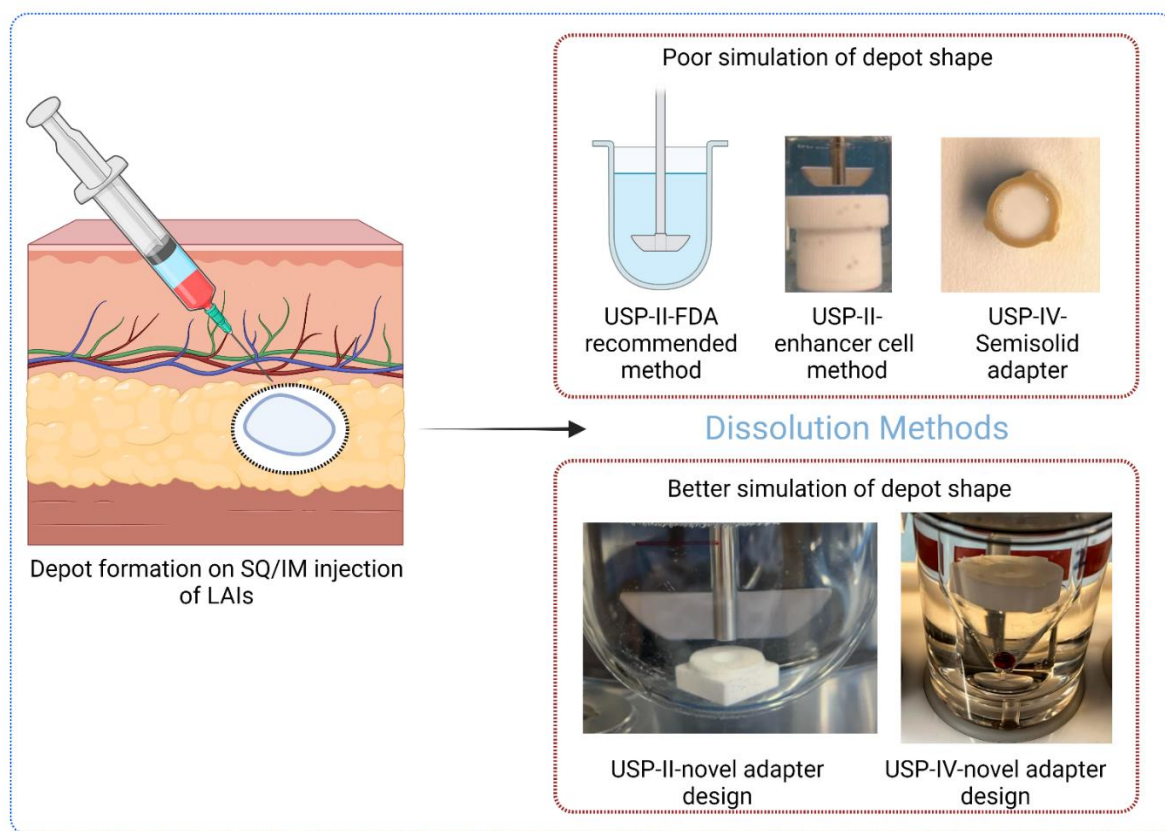 Poor simulation of depot shape
USP-II-FDA
recommended
method
USP-II-
enhancer cell
method
USP-IV-
Semisolid
adapter
Dissolution Methods
Depot formation on SQ/IM injection
of LAIs
Better simulation of depot shape
USP-II-novel adapter
design
USP-IV-novel adapter
design